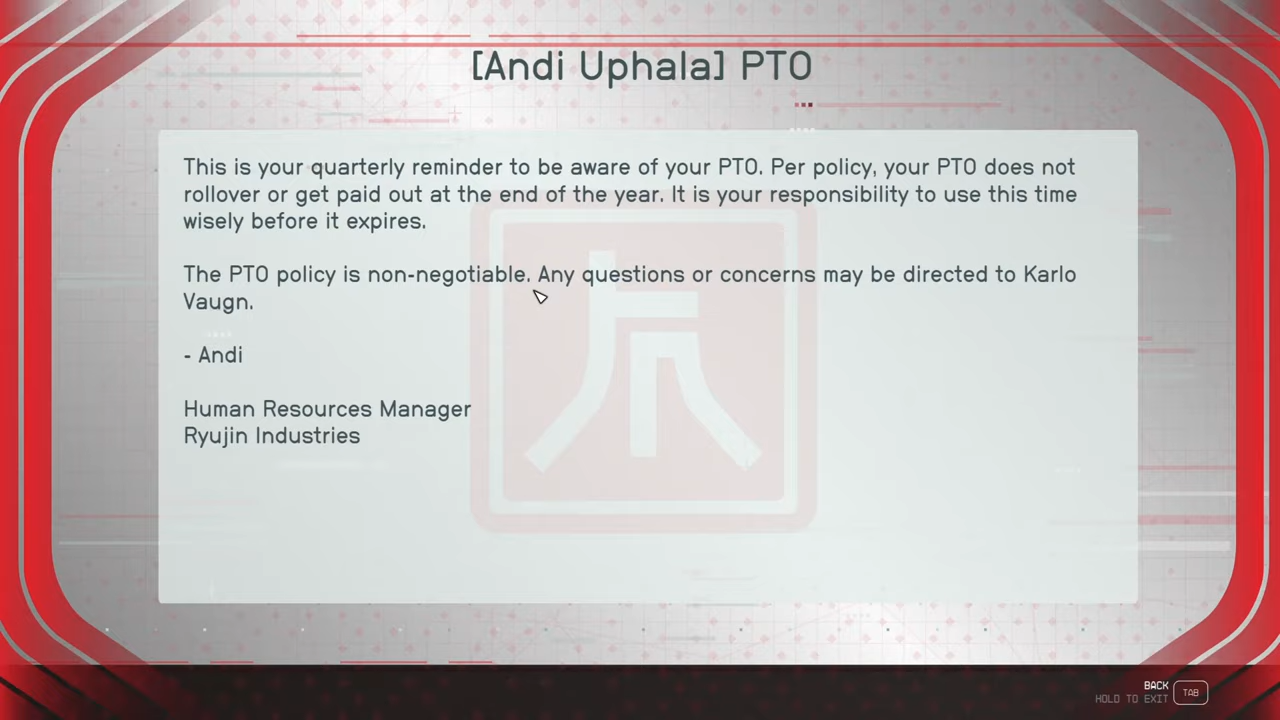 [Andi Uphala] PTO
This is your quarterly reminder to be aware of your PTO. Per policy, your PTO does not
rollover or get paid out at the end of the year. It is your responsibility to use this time
wisely before it expires.
The PTO policy is non-negotiable. Any questions or concerns may be directed to Karlo
Vaugn.
- Andi
Human Resources Manager
Ryujin Industries
BACK
HOLD TO EXIT
TAB